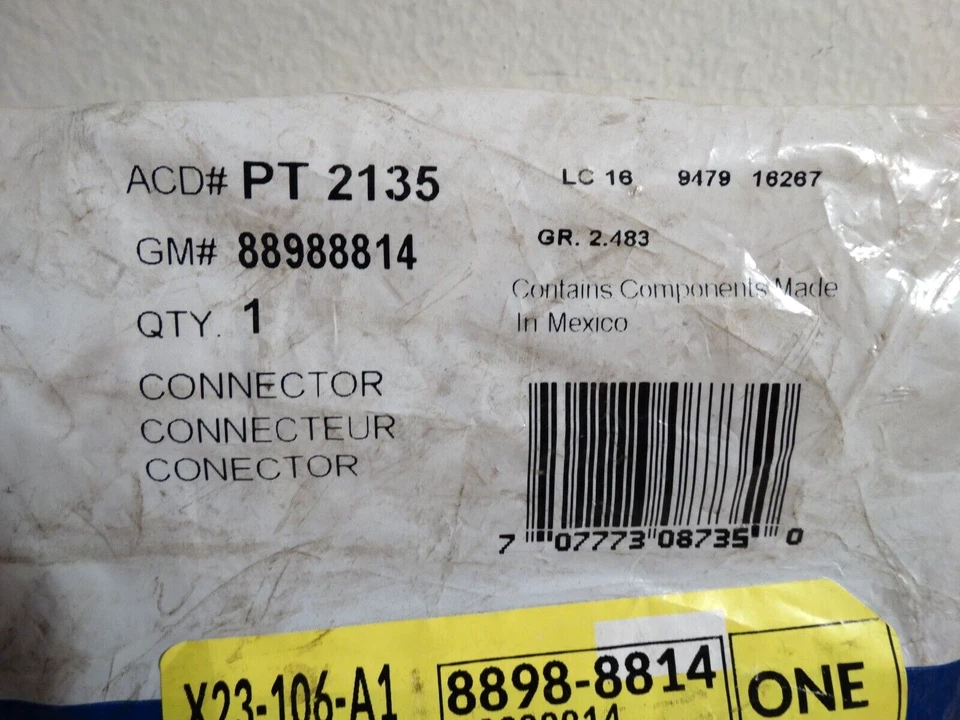 ACD# PT 2135
GM# 88988814
QTY. 1
CONNECTOR
CONNECTEUR
CONECTOR
LC 16 9479 16267
GR. 2.483
Contains Components Made
In Mexico
7 07773 08735 0
X23-106-A1
8898-8814
ONE